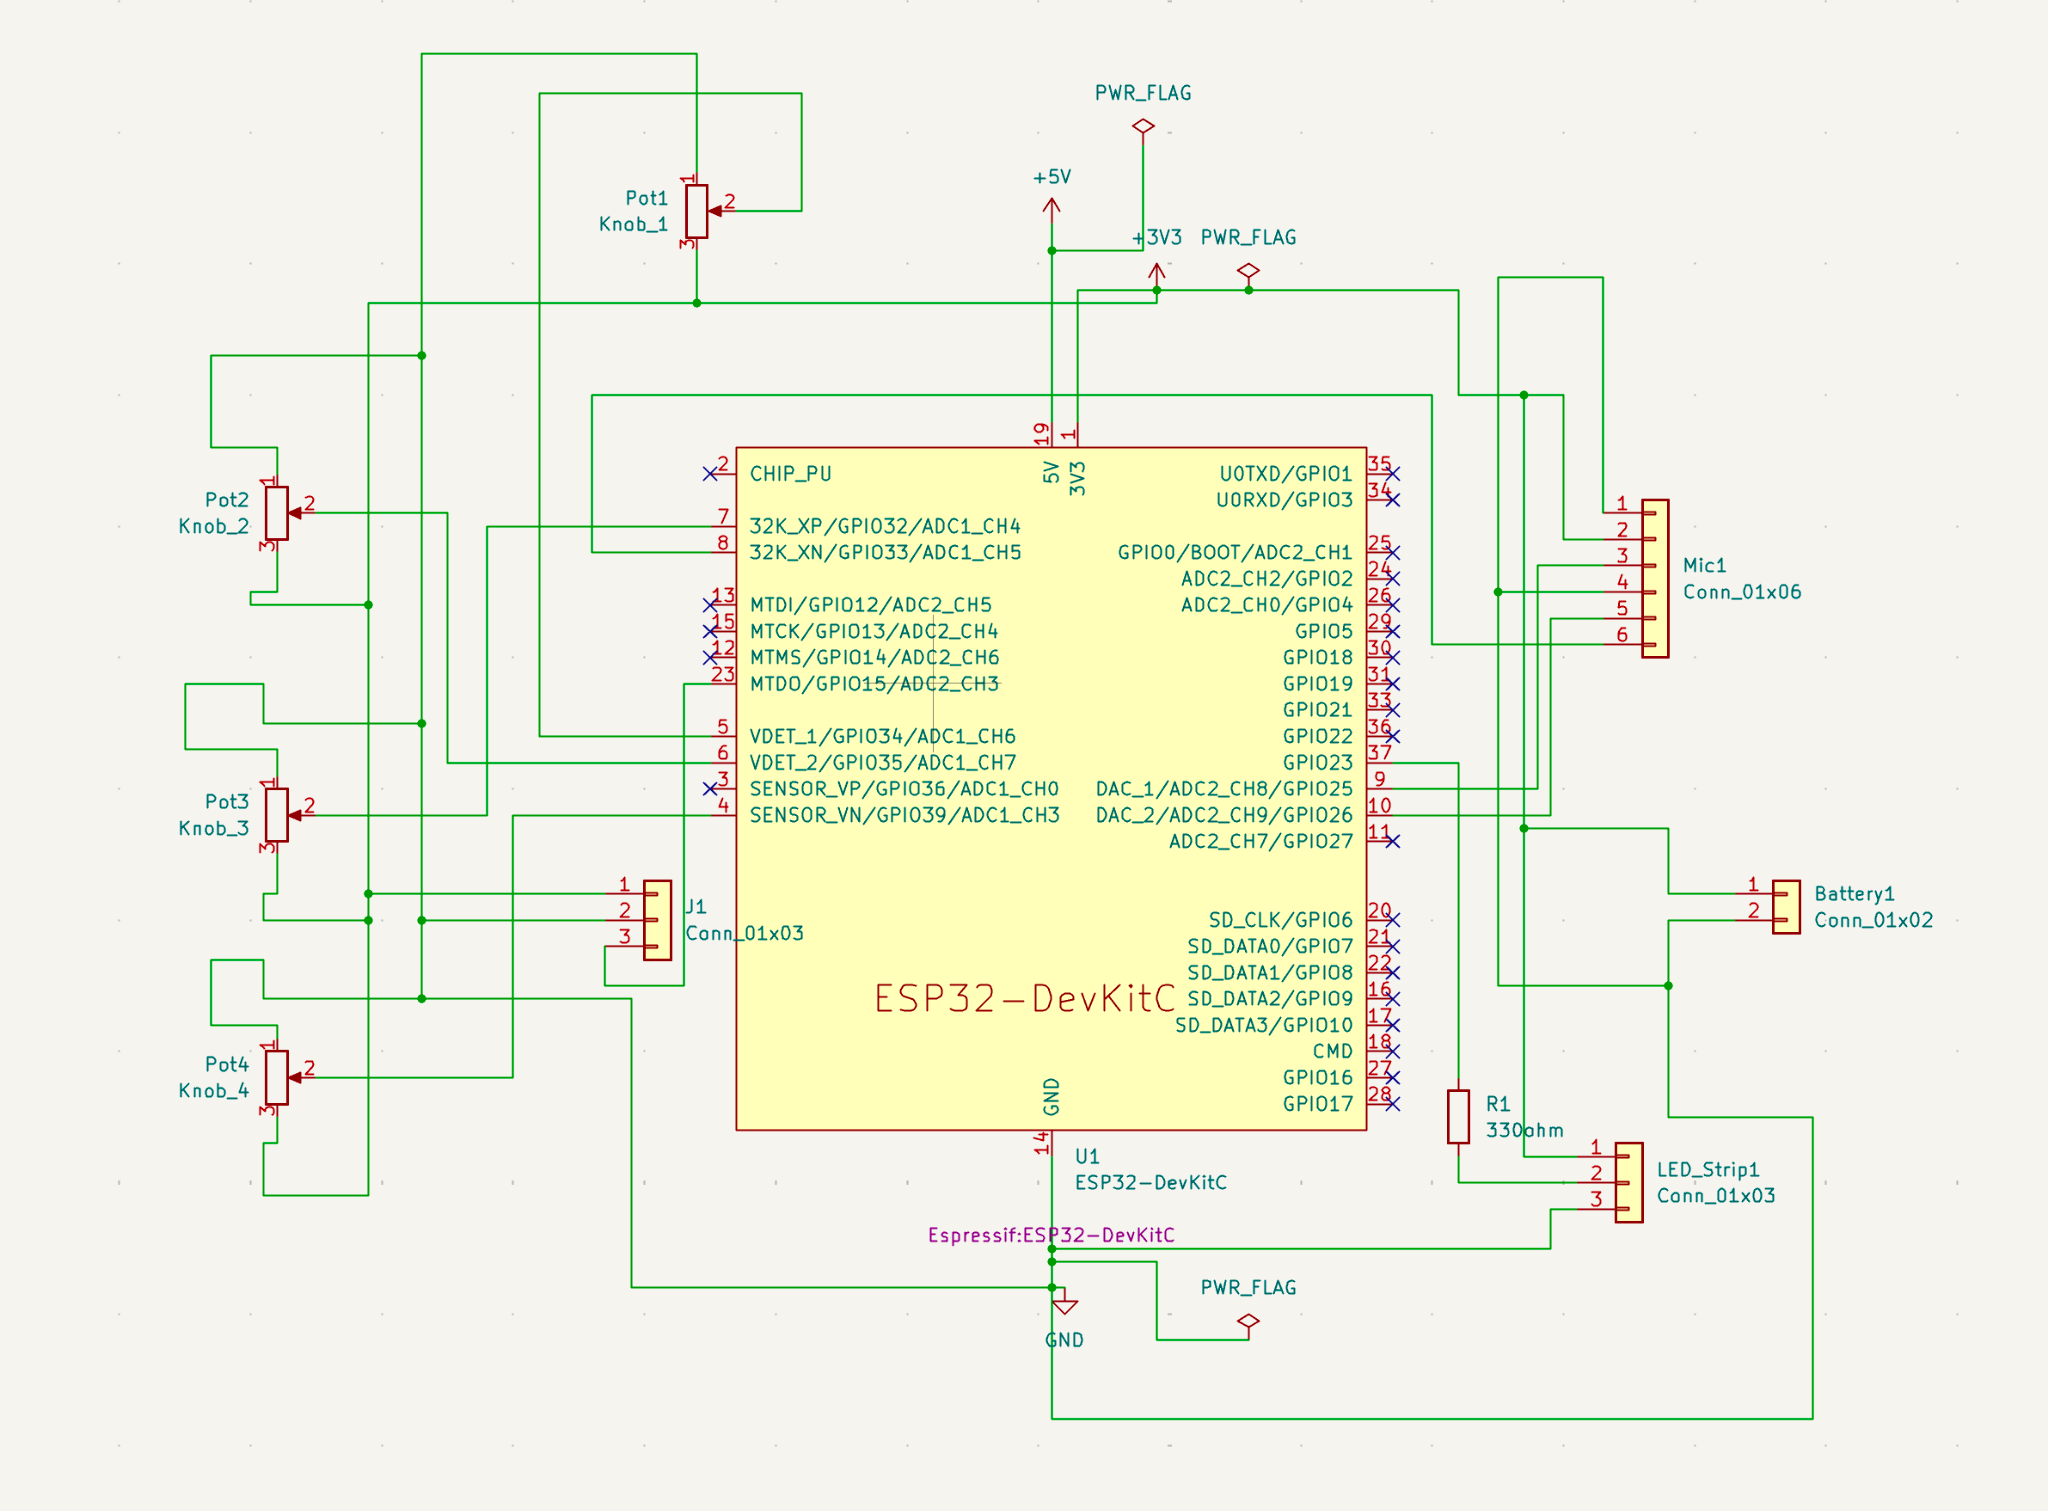 PWR_FLAG
+5V
+3V3
PWR_FLAG
Pot1
Knob_1
1
2
3
Pot2
Knob_2
1
2
3
Pot3
Knob_3
1
2
3
Pot4
Knob_4
1
2
3
J1
Conn_01x03
1
2
3
19
1
5V
3V3
2 CHIP_PU
7 32K_XP/GPIO32/ADC1_CH4
8 32K_XN/GPIO33/ADC1_CH5
13 MTDI/GPIO12/ADC2_CH5
15 MTCK/GPIO13/ADC2_CH4
12 MTMS/GPIO14/ADC2_CH6
23 MTDO/GPIO15/ADC2_CH3
5 VDET_1/GPIO34/ADC1_CH6
6 VDET_2/GPIO35/ADC1_CH7
3 SENSOR_VP/GPIO36/ADC1_CH0
4 SENSOR_VN/GPIO39/ADC1_CH3
U0TXD/GPIO1 35
U0RXD/GPIO3 34
GPIO0/BOOT/ADC2_CH1 25
ADC2_CH2/GPIO2 24
ADC2_CH0/GPIO4 26
GPIO5 29
GPIO18 30
GPIO19 31
GPIO21 33
GPIO22 36
GPIO23 37
DAC_1/ADC2_CH8/GPIO25 9
DAC_2/ADC2_CH9/GPIO26 10
ADC2_CH7/GPIO27 11
SD_CLK/GPIO6 20
SD_DATA0/GPIO7 21
SD_DATA1/GPIO8 22
SD_DATA2/GPIO9 16
SD_DATA3/GPIO10 17
CMD 18
GPIO16 27
GPIO17 28
ESP32-DevKitC
GND
14
U1
ESP32-DevKitC
Espressif:ESP32-DevKitC
PWR_FLAG
GND
1
2
3
4
5
6
Mic1
Conn_01x06
1
2
Battery1
Conn_01x02
R1
330ohm
1
2
3
LED_Strip1
Conn_01x03